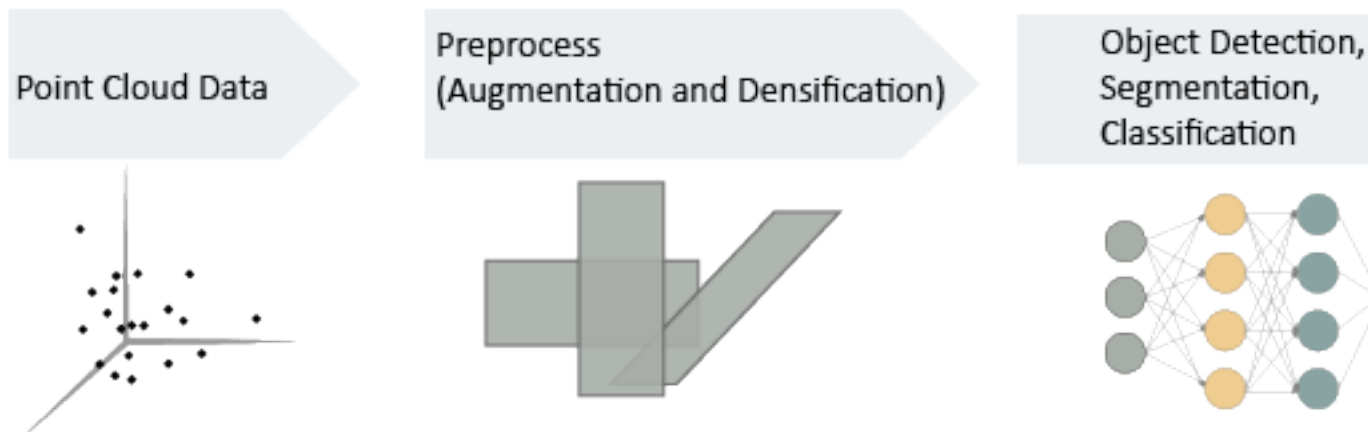 Point Cloud Data
Preprocess
(Augmentation and Densification)
Object Detection,
Segmentation,
Classification